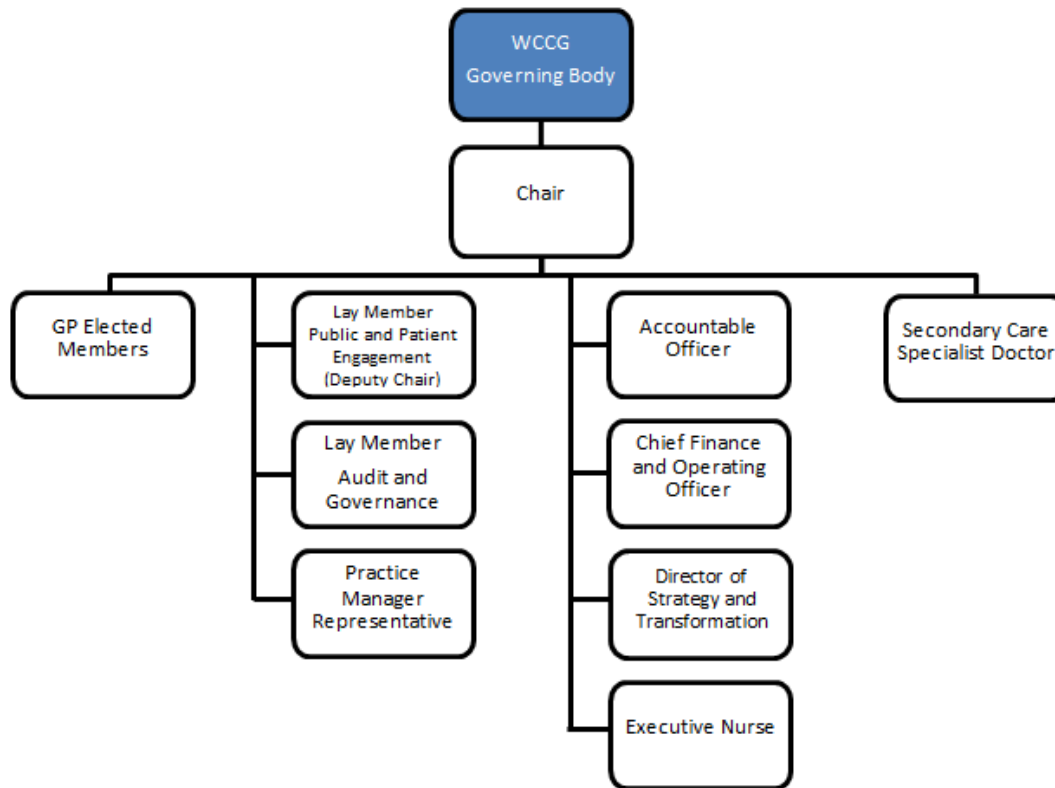 WCCG
Governing Body
Chair
GP Elected
Members
Lay Member
Public and Patient
Engagement
(Deputy Chair)
Accountable
Officer
Secondary Care
Specialist Doctor
Lay Member
Audit and
Governance
Chief Finance
and Operating
Officer
Practice
Manager
Representative
Director of
Strategy and
Transformation
Executive Nurse